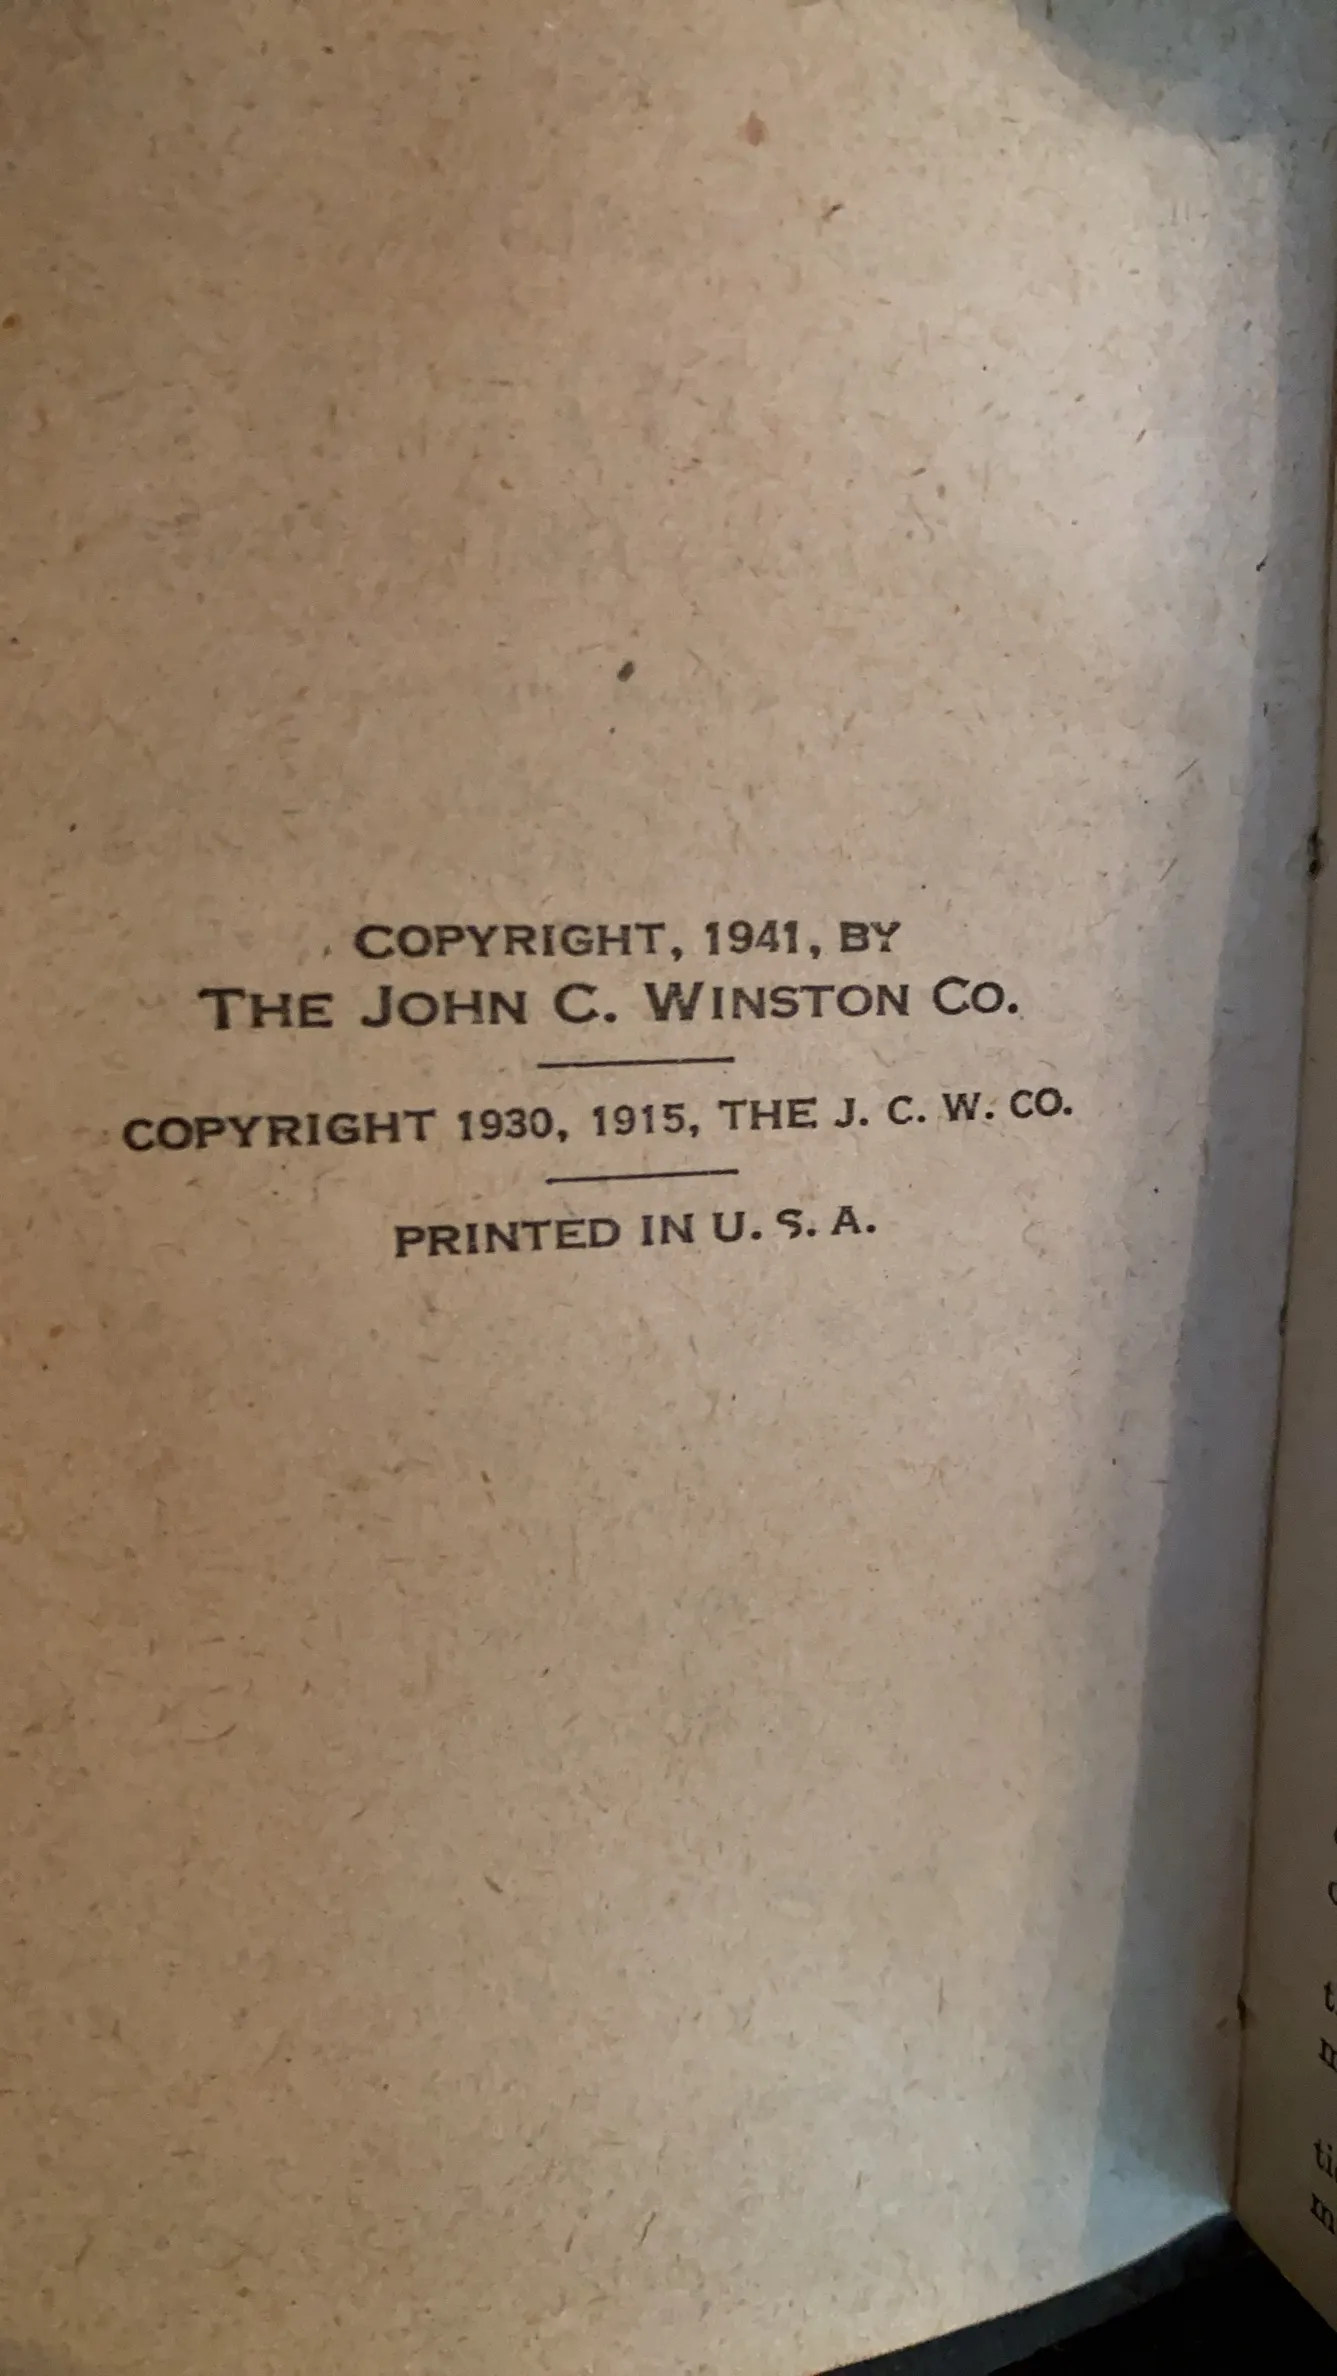 COPYRIGHT, 1941, BY
THE JOHN C. WINSTON CO.
COPYRIGHT 1930, 1915, THE J. C. W. CO.
PRINTED IN U. S. A.